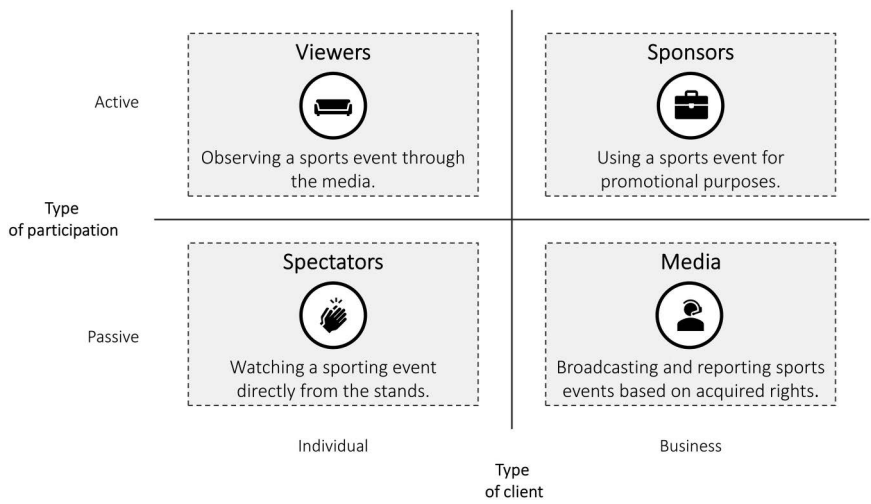 Viewers
Observing a sports event through
the media.
Sponsors
Using a sports event for
promotional purposes.
Active
Type
of participation
Spectators
Watching a sporting event
directly from the stands.
Media
Broadcasting and reporting sports
events based on acquired rights.
Passive
Individual
Business
Type
of client